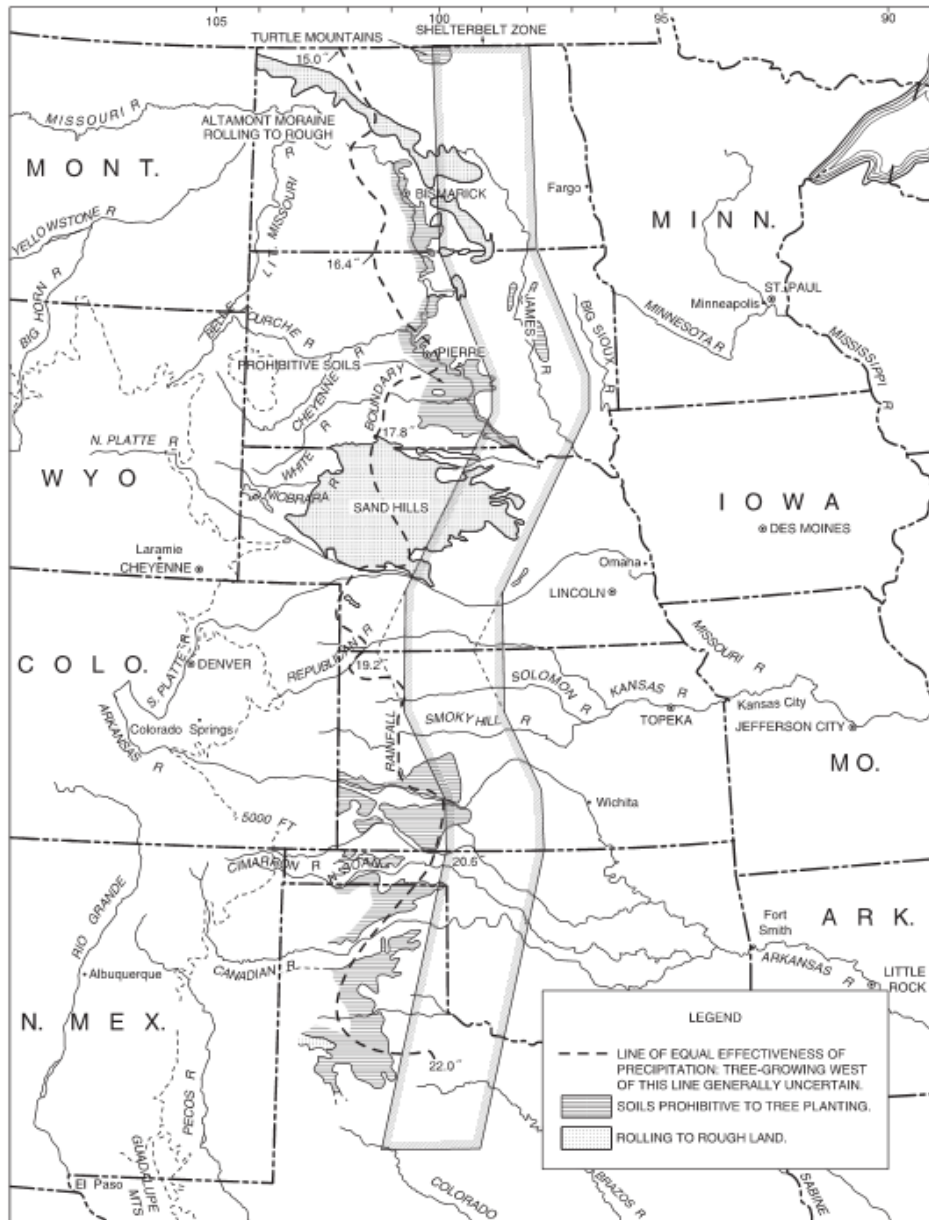 105
100
95
90
SHELTERBELT ZONE
TURTLE MOUNTAINS
15.0"
MISSOURI R
ALTAMONT MORAINE
ROLLING TO ROUGH
MONT.
R
BISMARICK
Fargo
MINN.
YELLOWSTONE R
LIT. MISSOURI
BIG HORN R
16.4"
ST. PAUL
Minneapolis
JAMES R
BIG SIOUX R
MINNESOTA R
MISSISSIPPI R
BELLE
FURCHE R
PIERRE
PROHIBITIVE SOILS
CHEYENNE R
BOUNDARY
17.8"
N. PLATTE R
WHITE R
WYO
NIOBRARA
SAND HILLS
IOWA
DES MOINES
Laramie
CHEYENNE
Omaha
LINCOLN
COLO.
S. PLATTE R
DENVER
REPUBLICAN R
19.2"
MISSOURI R
SOLOMON R
KANSAS R
TOPEKA
Kansas City
JEFFERSON CITY
ARKANSAS R
Colorado Springs
SMOKY HILL R
RAINFALL
MO.
Wichita
5000 FT
CIMARRON R
20.6"
RIO GRANDE
Fort
Smith
ARK.
CANADIAN R
ARKANSAS R
LITTLE
ROCK
Albuquerque
N. MEX.
PECOS R
22.0"
LEGEND
LINE OF EQUAL EFFECTIVENESS OF
PRECIPITATION: TREE-GROWING WEST
OF THIS LINE GENERALLY UNCERTAIN.
SOILS PROHIBITIVE TO TREE PLANTING.
ROLLING TO ROUGH LAND.
GUADALUPE
MTS
El Paso
COLORADO
BRAZOS R
SABINE